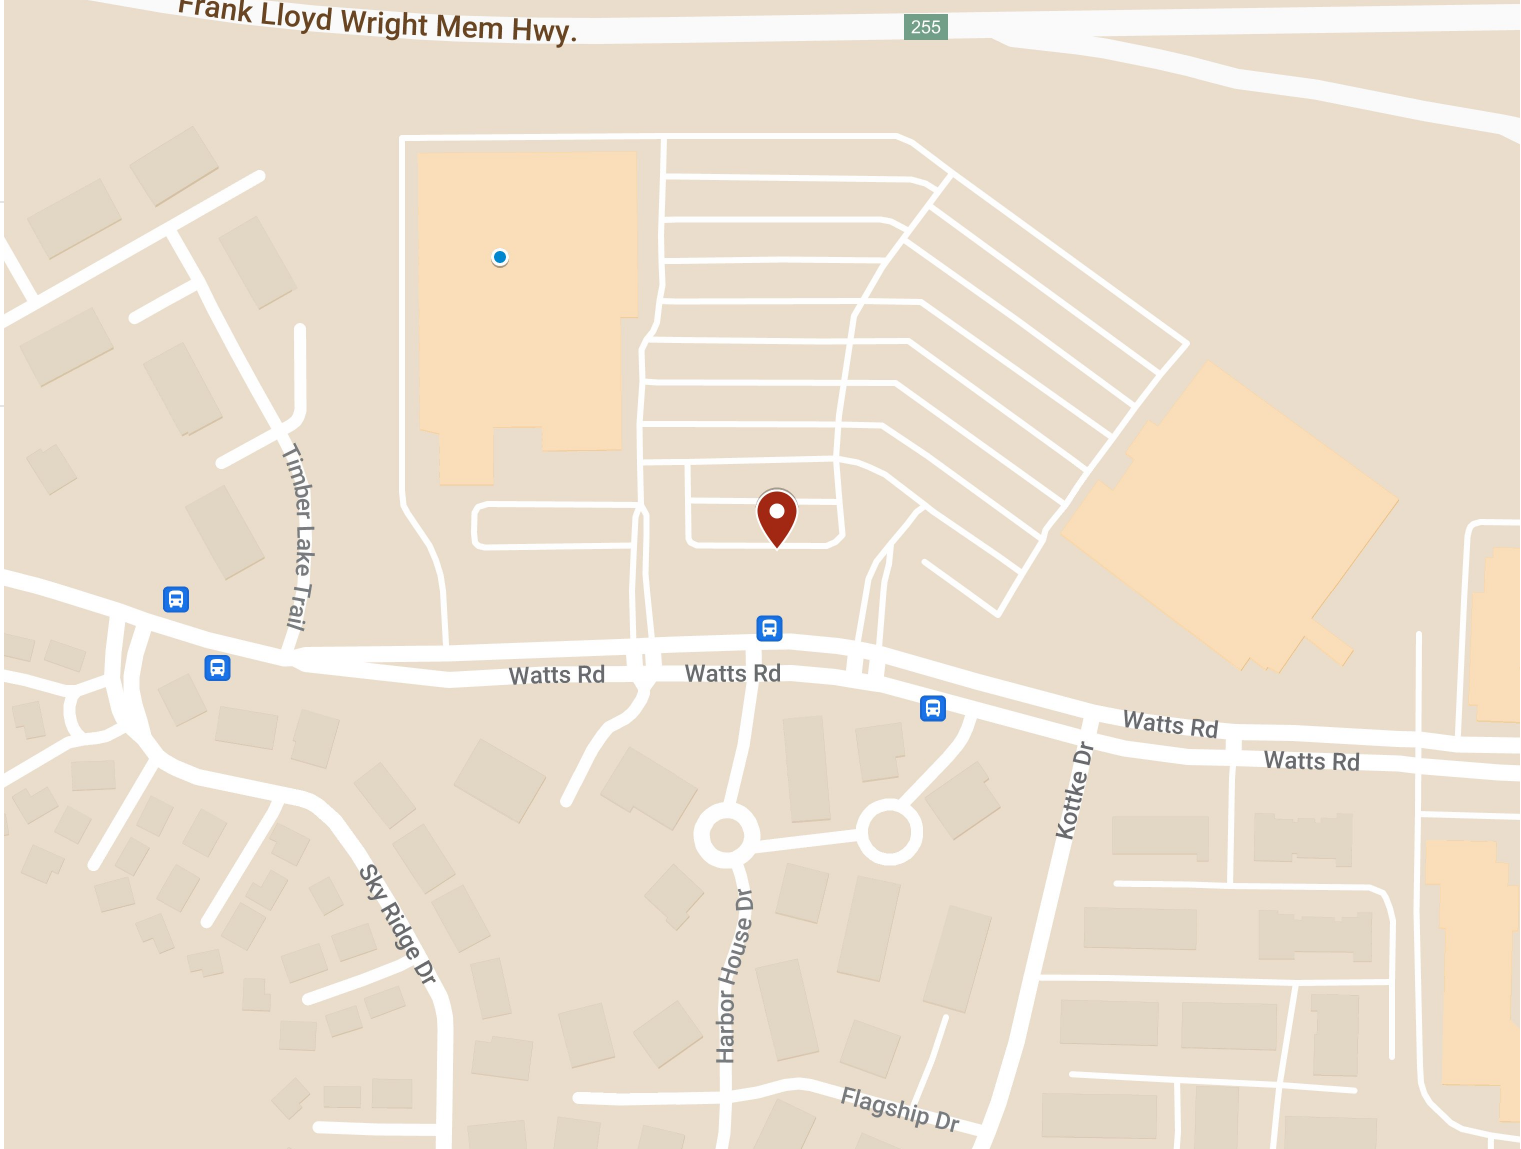 Frank Lloyd Wright Mem Hwy.
255
Timber Lake Trail
Watts Rd
Watts Rd
Watts Rd
Watts Rd
Kottke Dr
Sky Ridge Dr
Harbor House Dr
Flagship Dr